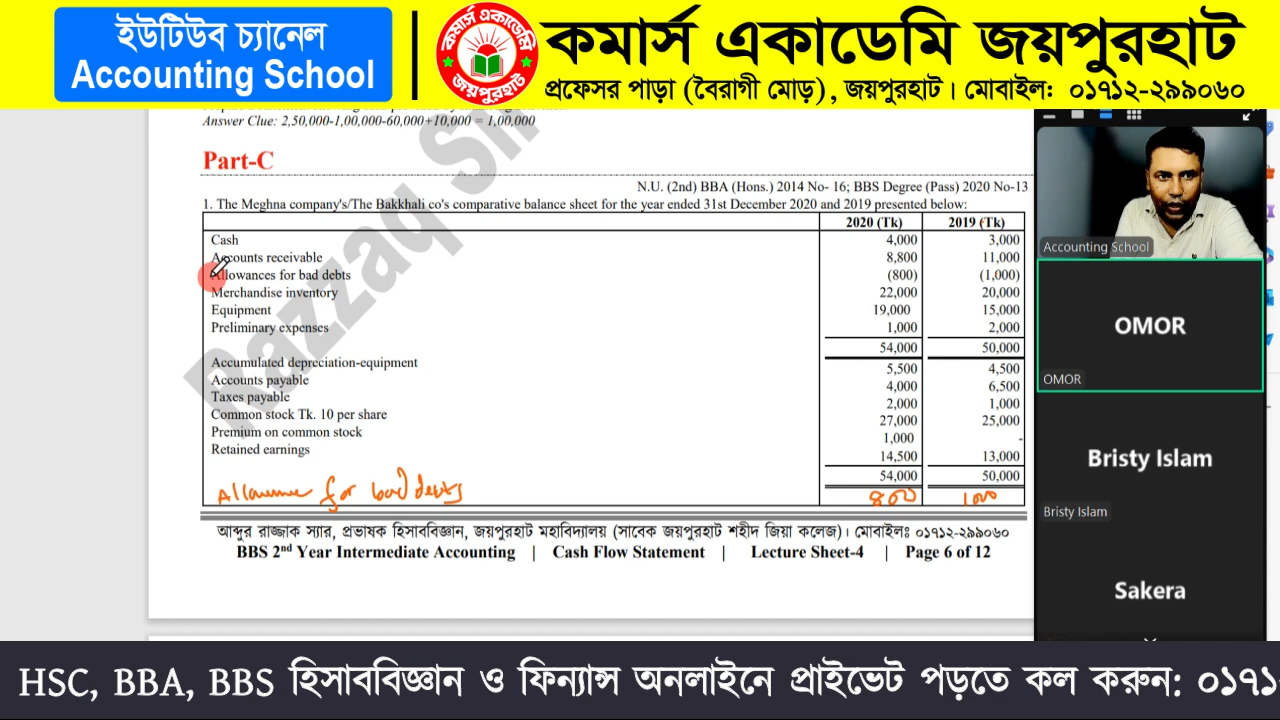 ইউটিউব চ্যানেল
Accounting School
কমার্স একাডেমি
জয়পুরহাট
কমার্স একাডেমি জয়পুরহাট
প্রফেসর পাড়া (বৈরাগী মোড়), জয়পুরহাট। মোবাইল: ০১৭১২-২৯৯০৬০
Answer Clue: 2,50,000-1,00,000-60,000+10,000 = 1,00,000
Part-C
N.U. (2nd) BBA (Hons.) 2014 No- 16; BBS Degree (Pass) 2020 No-13
1. The Meghna company's/The Bakkhali co's comparative balance sheet for the year ended 31st December 2020 and 2019 presented below:
2020 (Tk) 2019 (Tk)
Cash 4,000 3,000
Accounts receivable 8,800 11,000
Allowances for bad debts (800) (1,000)
Merchandise inventory 22,000 20,000
Equipment 19,000 15,000
Preliminary expenses 1,000 2,000
54,000 50,000
Accumulated depreciation-equipment 5,500 4,500
Accounts payable 4,000 6,500
Taxes payable 2,000 1,000
Common stock Tk. 10 per share 27,000 25,000
Premium on common stock 1,000 -
Retained earnings 14,500 13,000
54,000 50,000
Allowance for bad debts 800
Razzaq Sir
আব্দুর রাজ্জাক স্যার, প্রভাষক হিসাববিজ্ঞান, জয়পুরহাট মহাবিদ্যালয় (সাবেক জয়পুরহাট শহীদ জিয়া কলেজ)। মোবাইলঃ ০১৭১২-২৯৯০৬০
BBS 2nd Year Intermediate Accounting | Cash Flow Statement | Lecture Sheet-4 | Page 6 of 12
Accounting School
OMOR
OMOR
Bristy Islam
Bristy Islam
Sakera
HSC, BBA, BBS হিসাববিজ্ঞান ও ফিন্যান্স অনলাইনে প্রাইভেট পড়তে কল করুন: ০১৭১